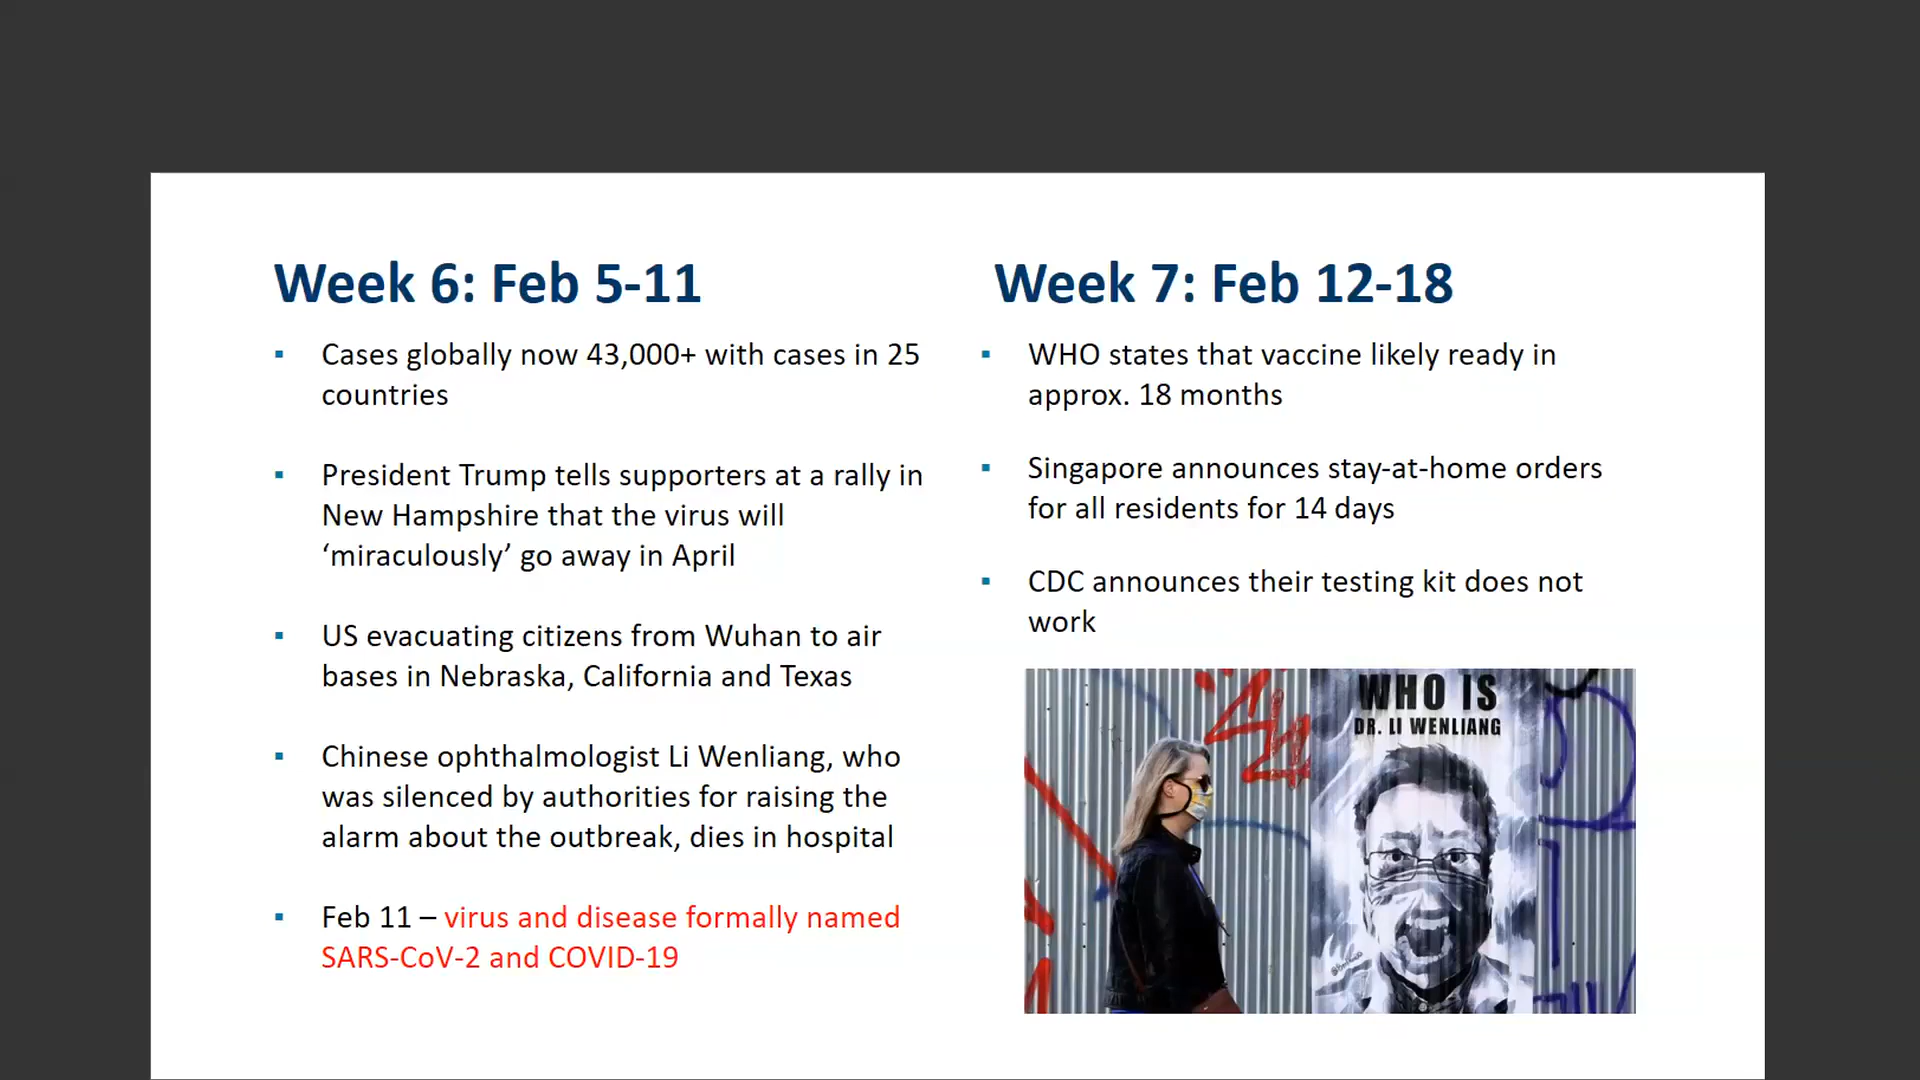 Week 6: Feb 5-11
▪ Cases globally now 43,000+ with cases in 25
countries
▪ President Trump tells supporters at a rally in
New Hampshire that the virus will
‘miraculously’ go away in April
▪ US evacuating citizens from Wuhan to air
bases in Nebraska, California and Texas
▪ Chinese ophthalmologist Li Wenliang, who
was silenced by authorities for raising the
alarm about the outbreak, dies in hospital
▪ Feb 11 – virus and disease formally named
SARS-CoV-2 and COVID-19
Week 7: Feb 12-18
▪ WHO states that vaccine likely ready in
approx. 18 months
▪ Singapore announces stay-at-home orders
for all residents for 14 days
▪ CDC announces their testing kit does not
work
WHO IS
DR. LI WENLIANG